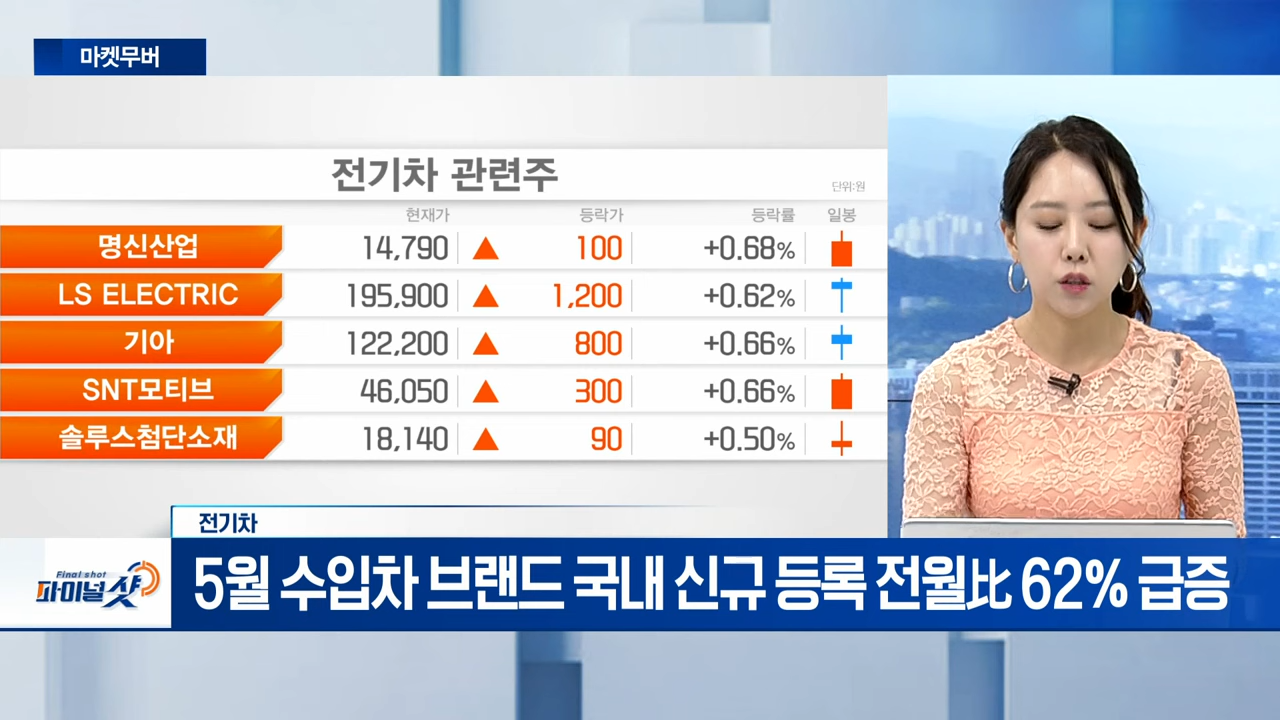 마켓무버
전기차 관련주
단위:원
현재가 등락가 등락률 일봉
명신산업 14,790 ▲ 100 +0.68%
LS ELECTRIC 195,900 ▲ 1,200 +0.62%
기아 122,200 ▲ 800 +0.66%
SNT모티브 46,050 ▲ 300 +0.66%
솔루스첨단소재 18,140 ▲ 90 +0.50%
전기차
Final shot
파이널샷
5월 수입차 브랜드 국내 신규 등록 전월比 62% 급증